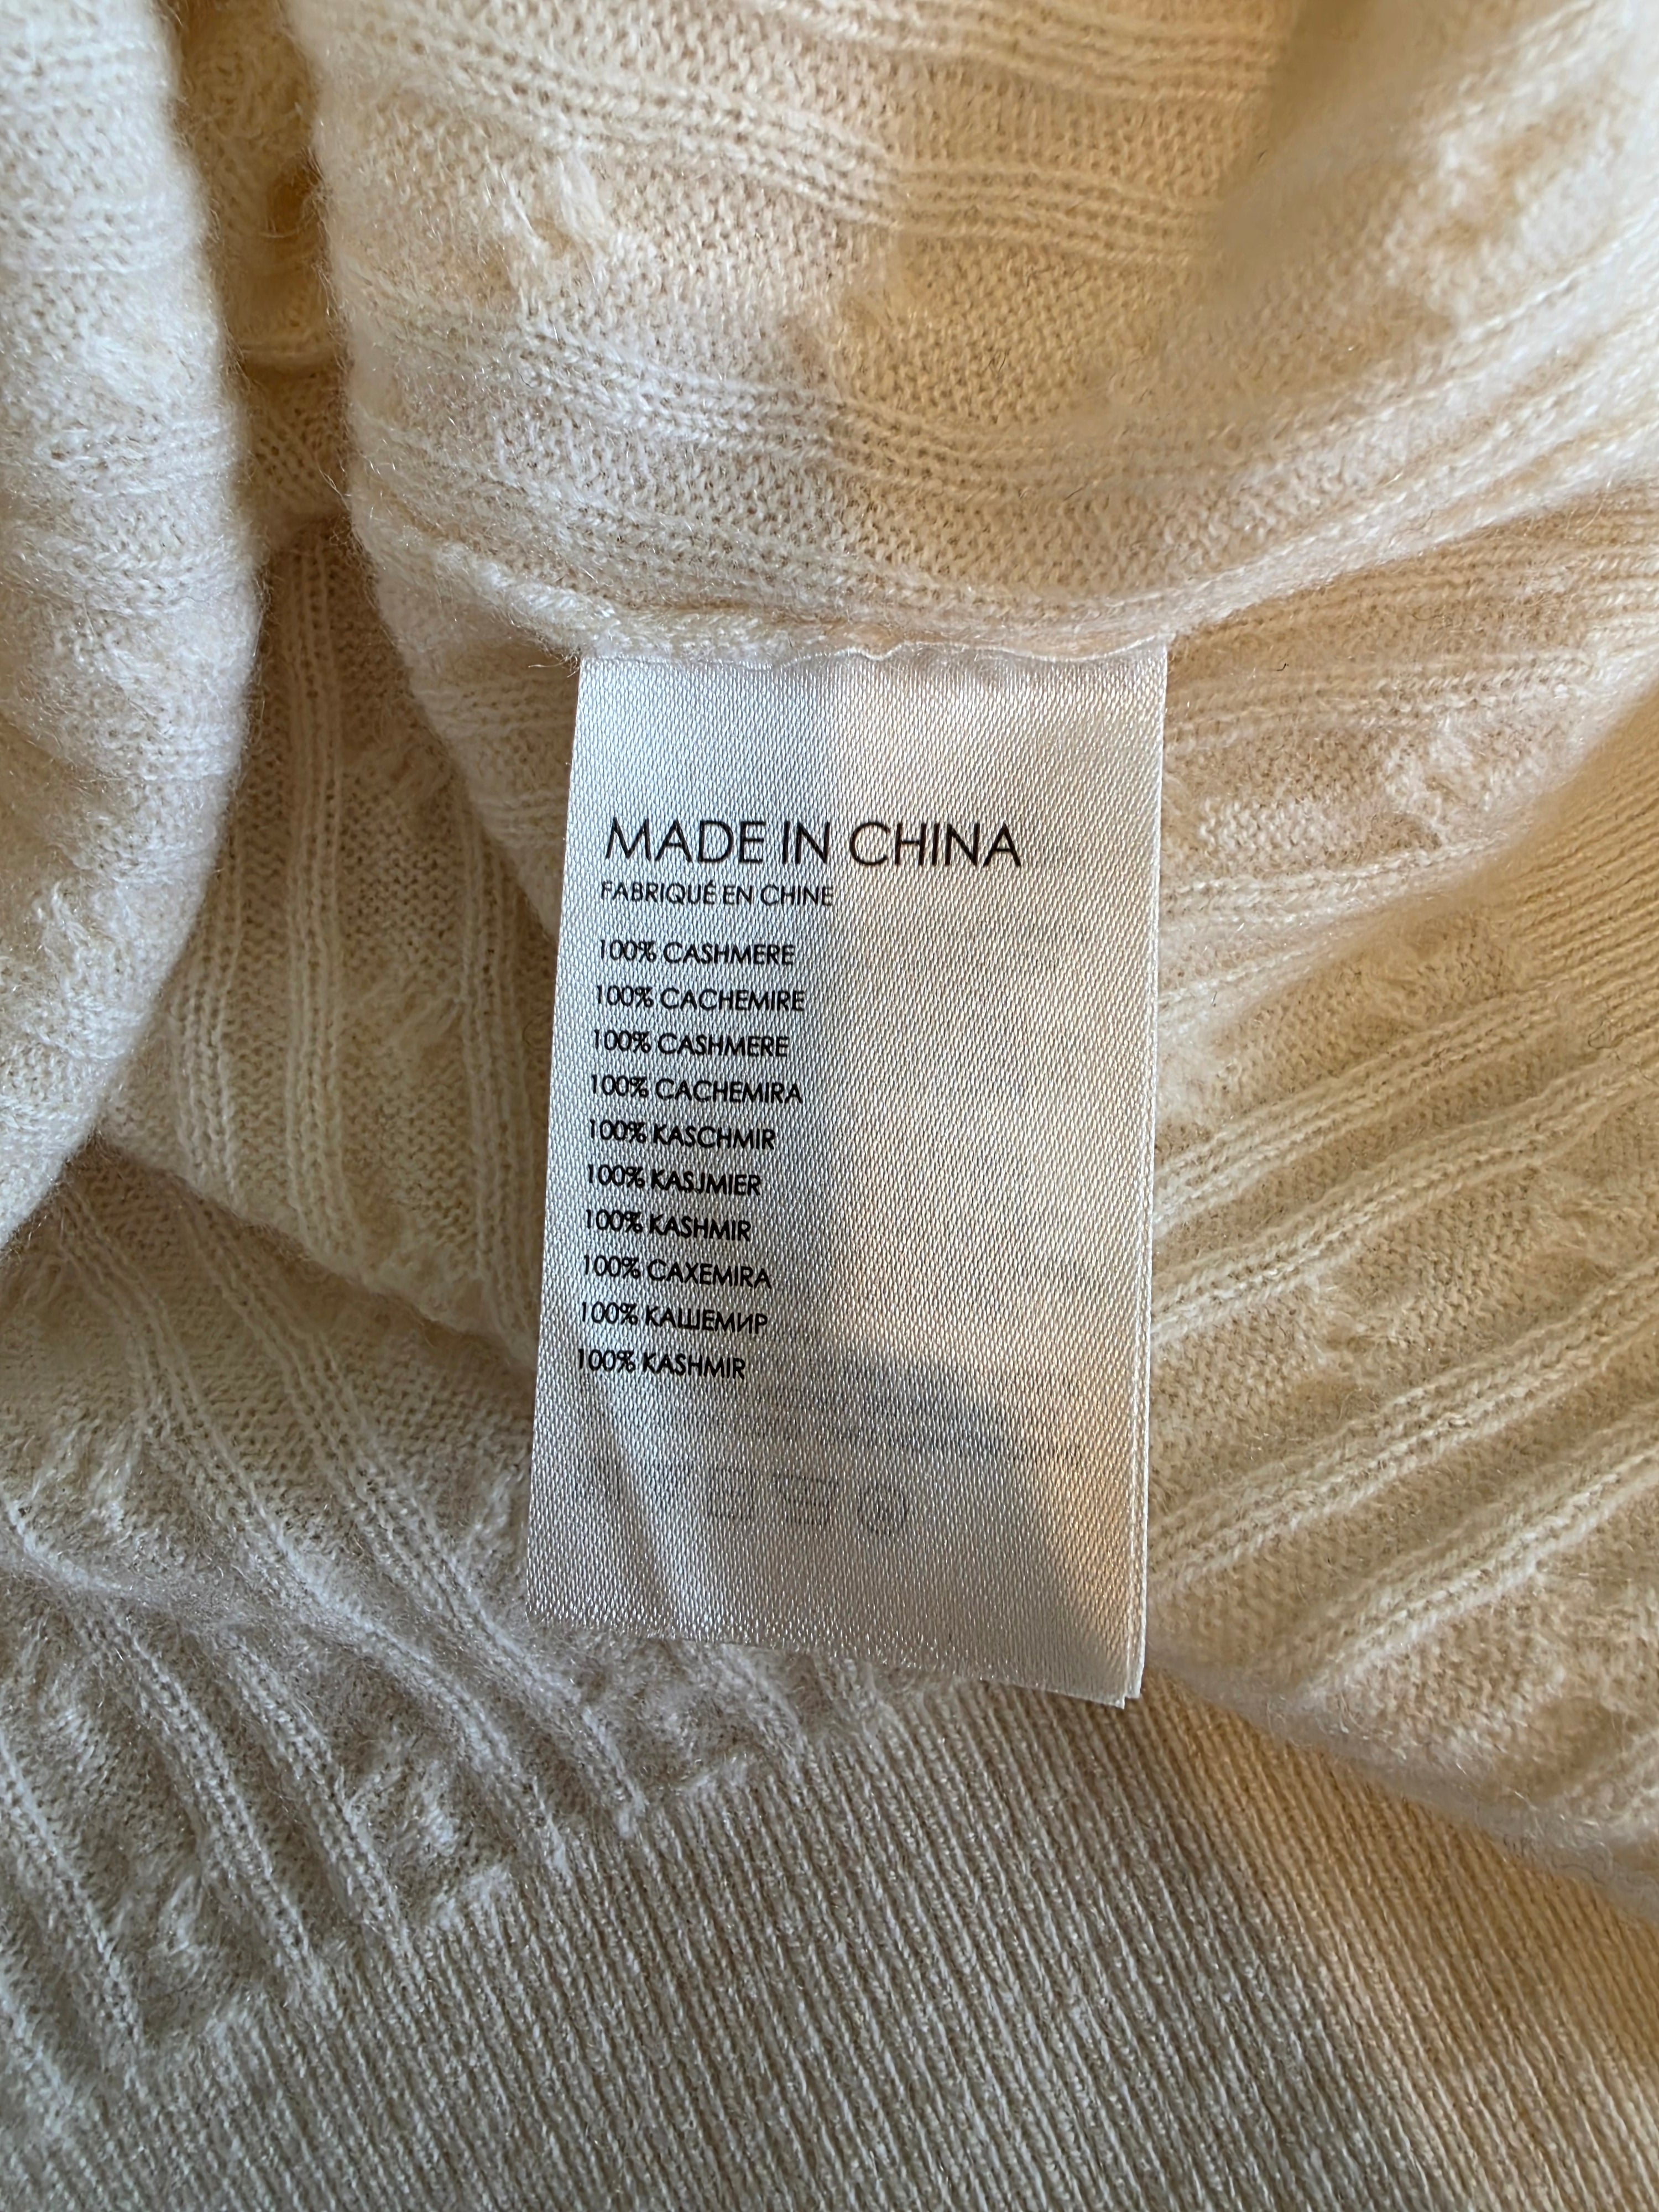 MADE IN CHINA
FABRIQUÉ EN CHINE
100% CASHMERE
100% CACHEMIRE
100% CASHMERE
100% CACHEMIRA
100% KASCHMIR
100% KASJMIER
100% KASHMIR
100% CAXEMIRA
100% КАШЕМИР
100% KASHMIR